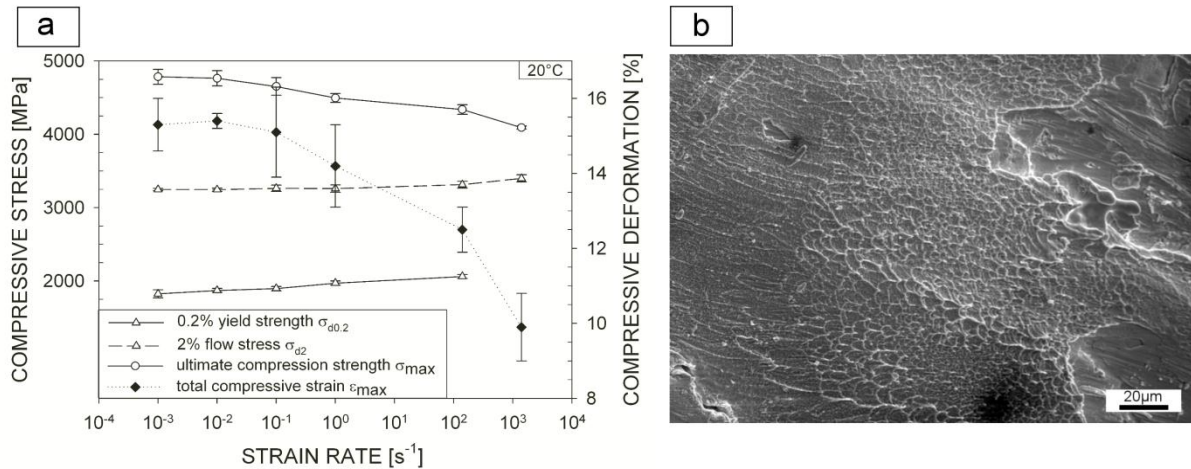 a
b
20°C
COMPRESSIVE STRESS [MPa]
5000
4000
3000
2000
COMPRESSIVE DEFORMATION [%]
16
14
12
10
8
0.2% yield strength σd0.2
2% flow stress σd2
ultimate compression strength σmax
total compressive strain εmax
10-4 10-3 10-2 10-1 100 101 102 103 104
STRAIN RATE [s-1]
20µm